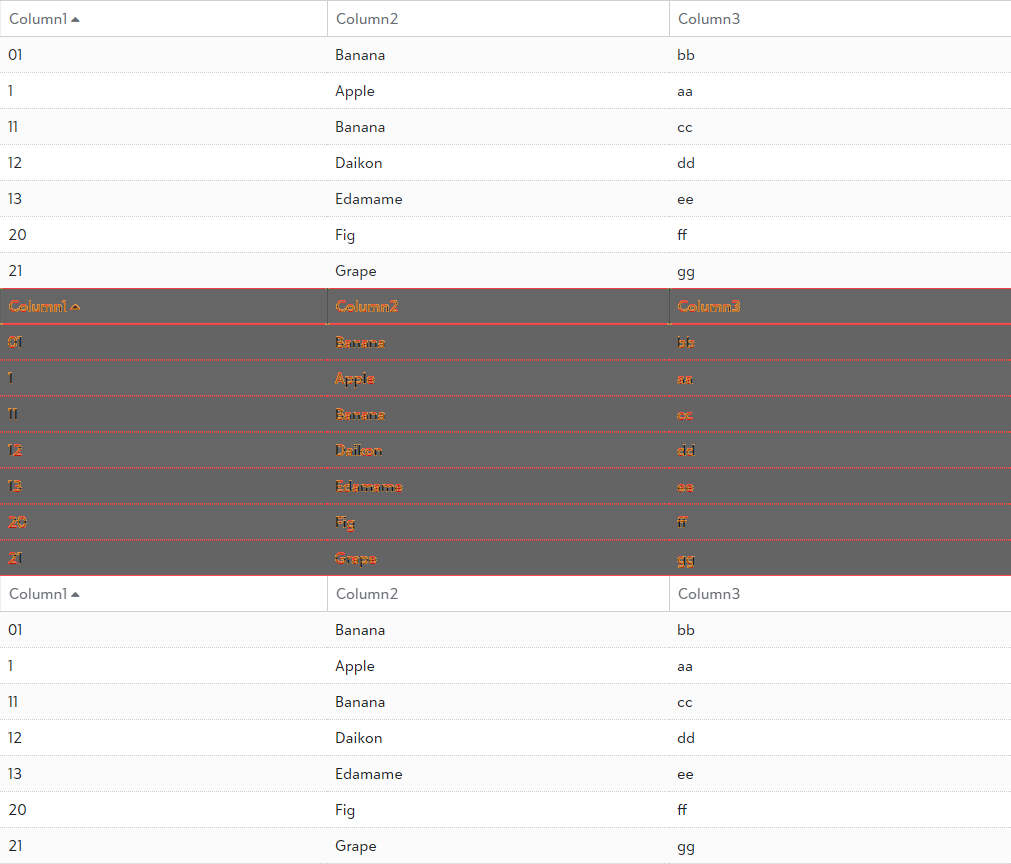 Column1 Column2 Column3
01 Banana bb
1 Apple aa
11 Banana cc
12 Daikon dd
13 Edamame ee
20 Fig ff
21 Grape gg
Column1 Column2 Column3
01 Banana bb
1 Apple aa
11 Banana cc
12 Daikon dd
13 Edamame ee
20 Fig ff
21 Grape gg
Column1 Column2 Column3
01 Banana bb
1 Apple aa
11 Banana cc
12 Daikon dd
13 Edamame ee
20 Fig ff
21 Grape gg